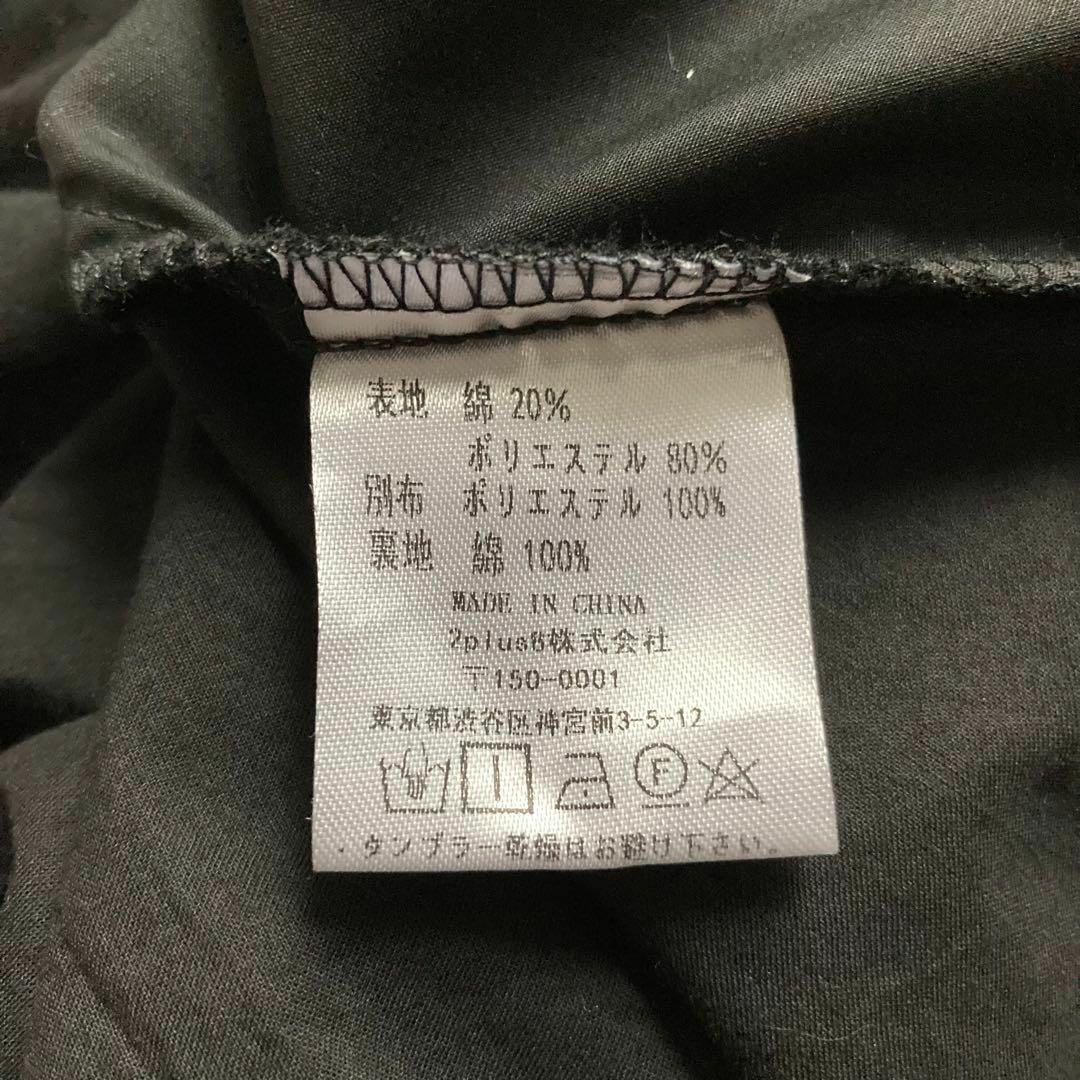 表地 綿 20%
ポリエステル 80%
別布 ポリエステル 100%
裏地 綿 100%
MADE IN CHINA
2plus6株式会社
〒150-0001
東京都渋谷区神宮前3-5-12
F
・タンブラー乾燥はお避け下さい。